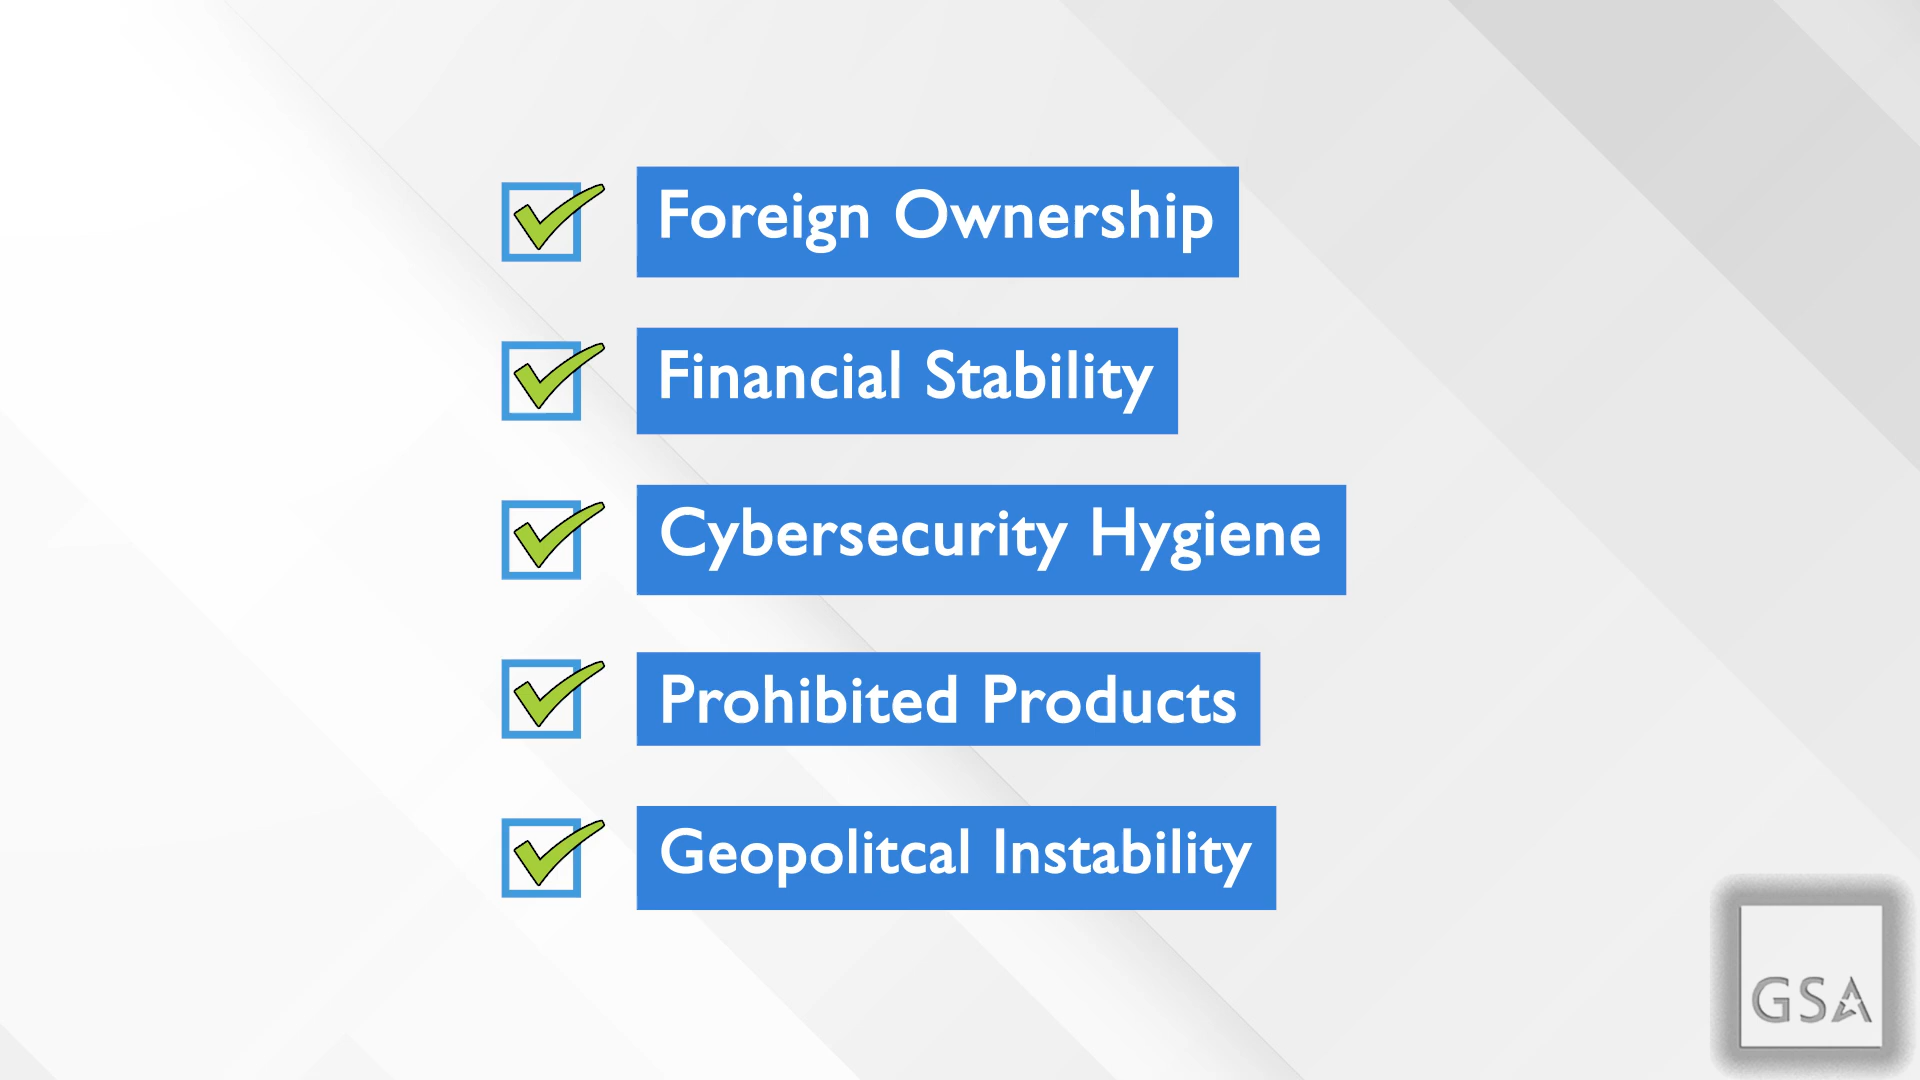 Foreign Ownership
Financial Stability
Cybersecurity Hygiene
Prohibited Products
Geopolitcal Instability
GSA